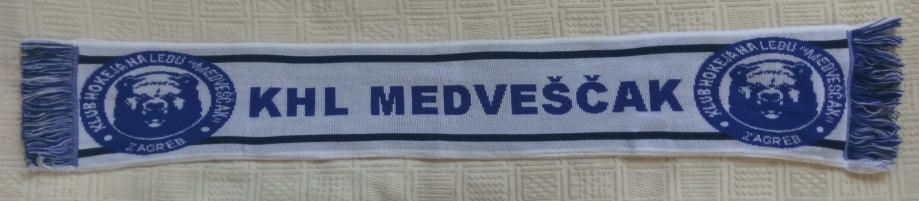 KLUB HOKEJA NA LEDU "MEDVEŠČAK"
ZAGREB
KHL MEDVEŠČAK
KLUB HOKEJA NA LEDU "MEDVEŠČAK"
ZAGREB